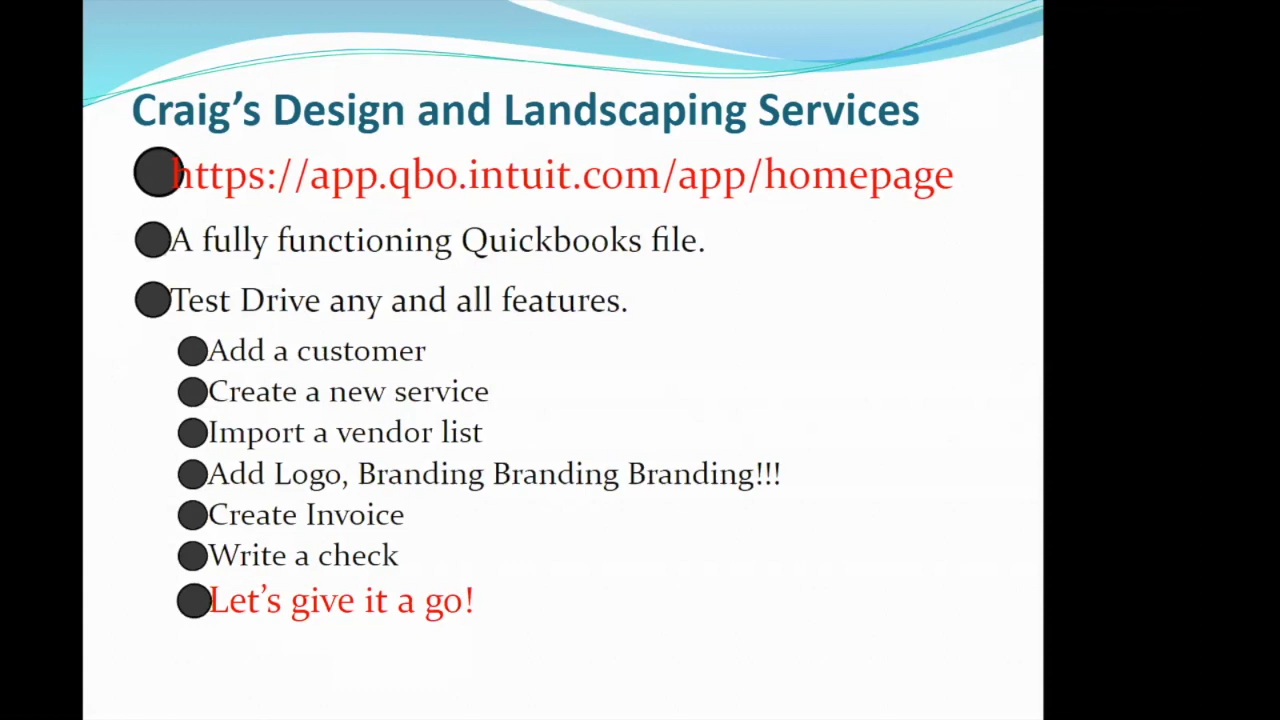 Craig’s Design and Landscaping Services
https://app.qbo.intuit.com/app/homepage
A fully functioning Quickbooks file.
Test Drive any and all features.
Add a customer
Create a new service
Import a vendor list
Add Logo, Branding Branding Branding!!!
Create Invoice
Write a check
Let’s give it a go!